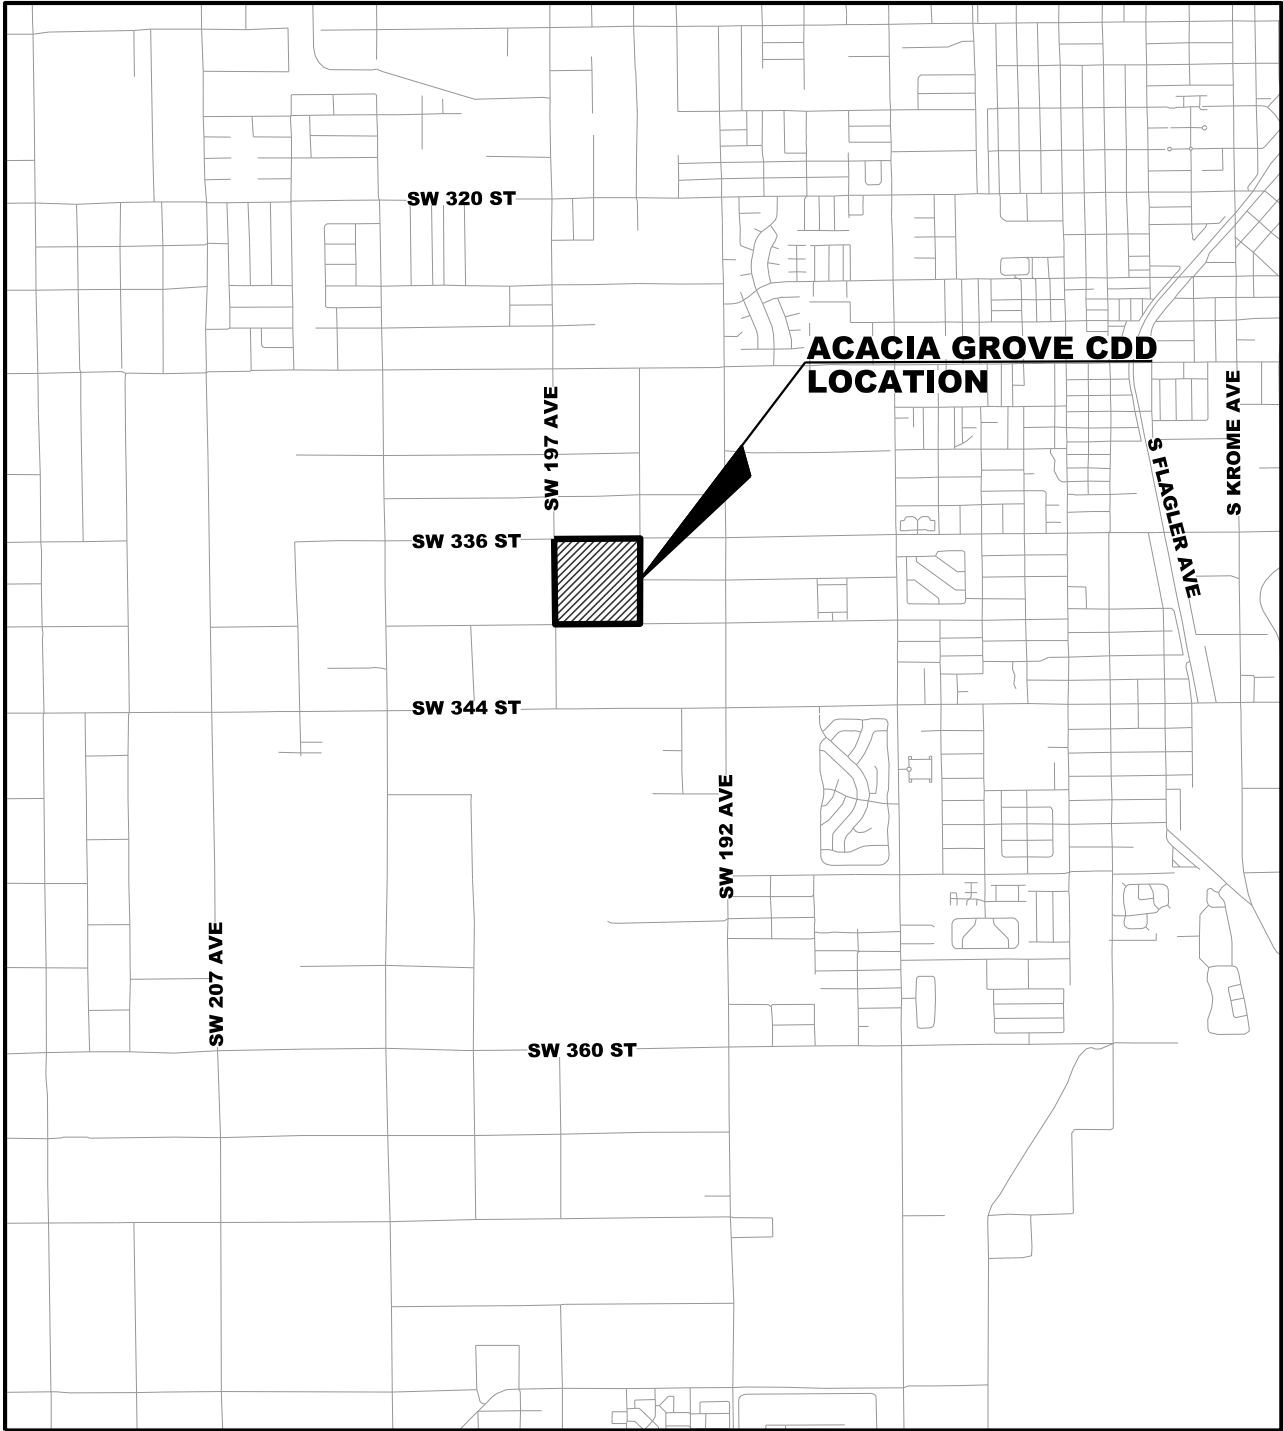 SW 320 ST
ACACIA GROVE CDD
LOCATION
SW 197 AVE
S KROME AVE
S FLAGLER AVE
SW 336 ST
SW 344 ST
SW 192 AVE
SW 207 AVE
SW 360 ST